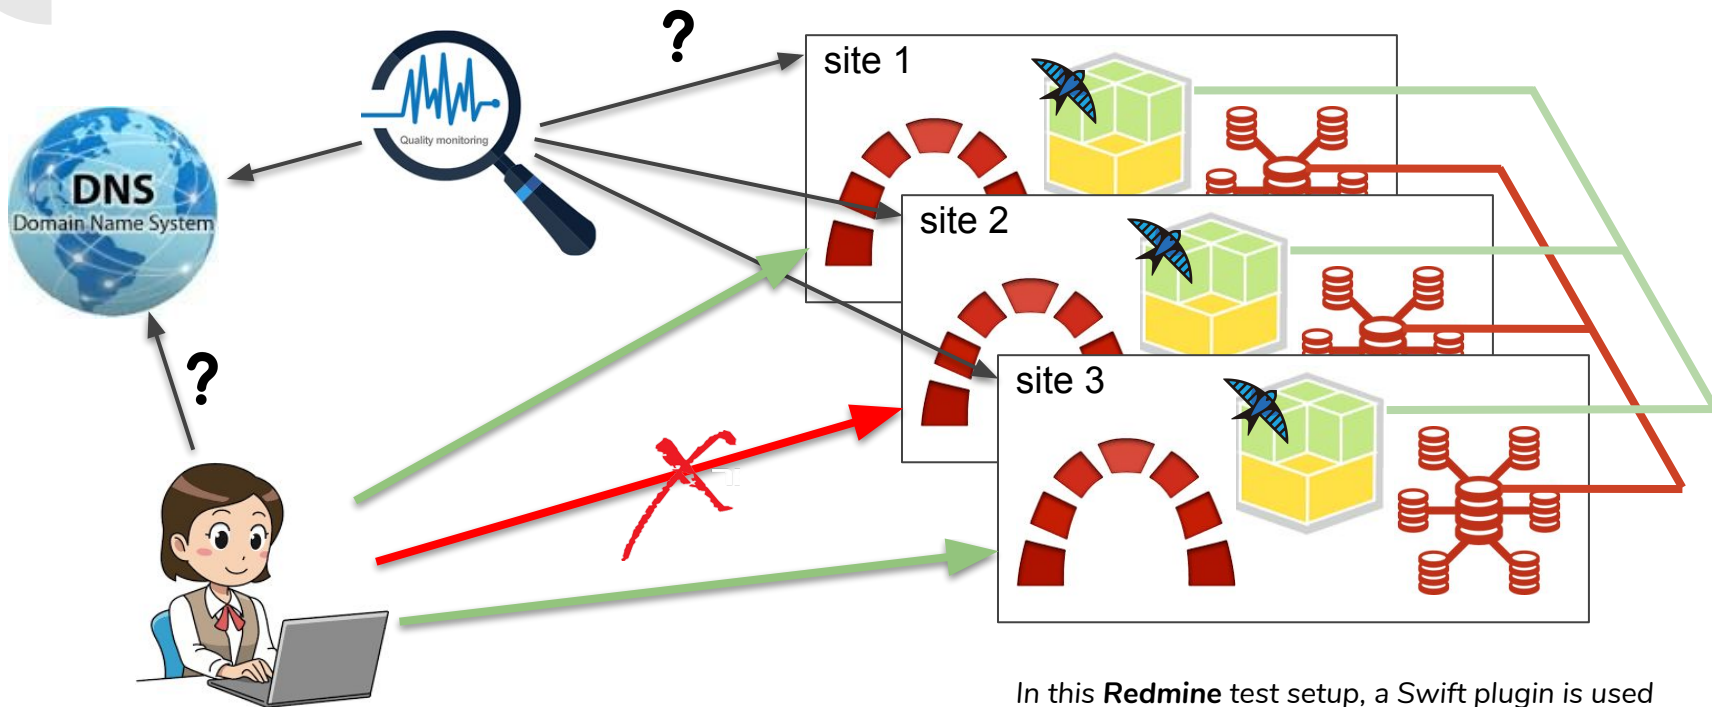 ?
site 1
Quality monitoring
DNS
Domain Name System
site 2
?
site 3
In this Redmine test setup, a Swift plugin is used